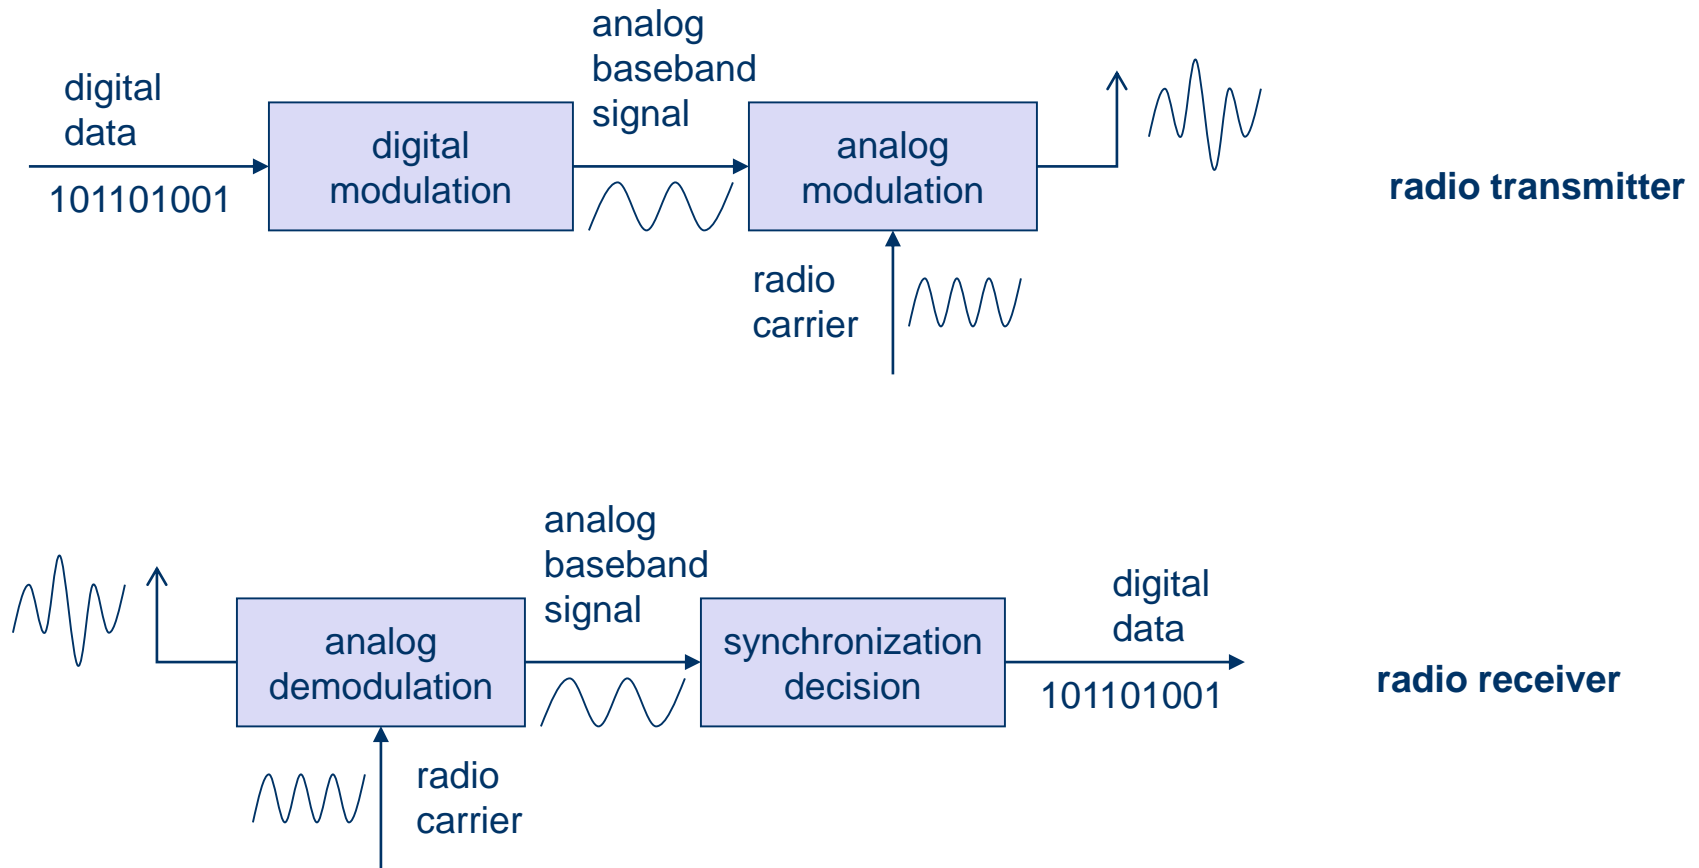 analog
baseband
signal
digital
data
101101001
digital
modulation
analog
modulation
radio transmitter
radio
carrier
analog
baseband
signal
analog
demodulation
synchronization
decision
digital
data
101101001
radio receiver
radio
carrier